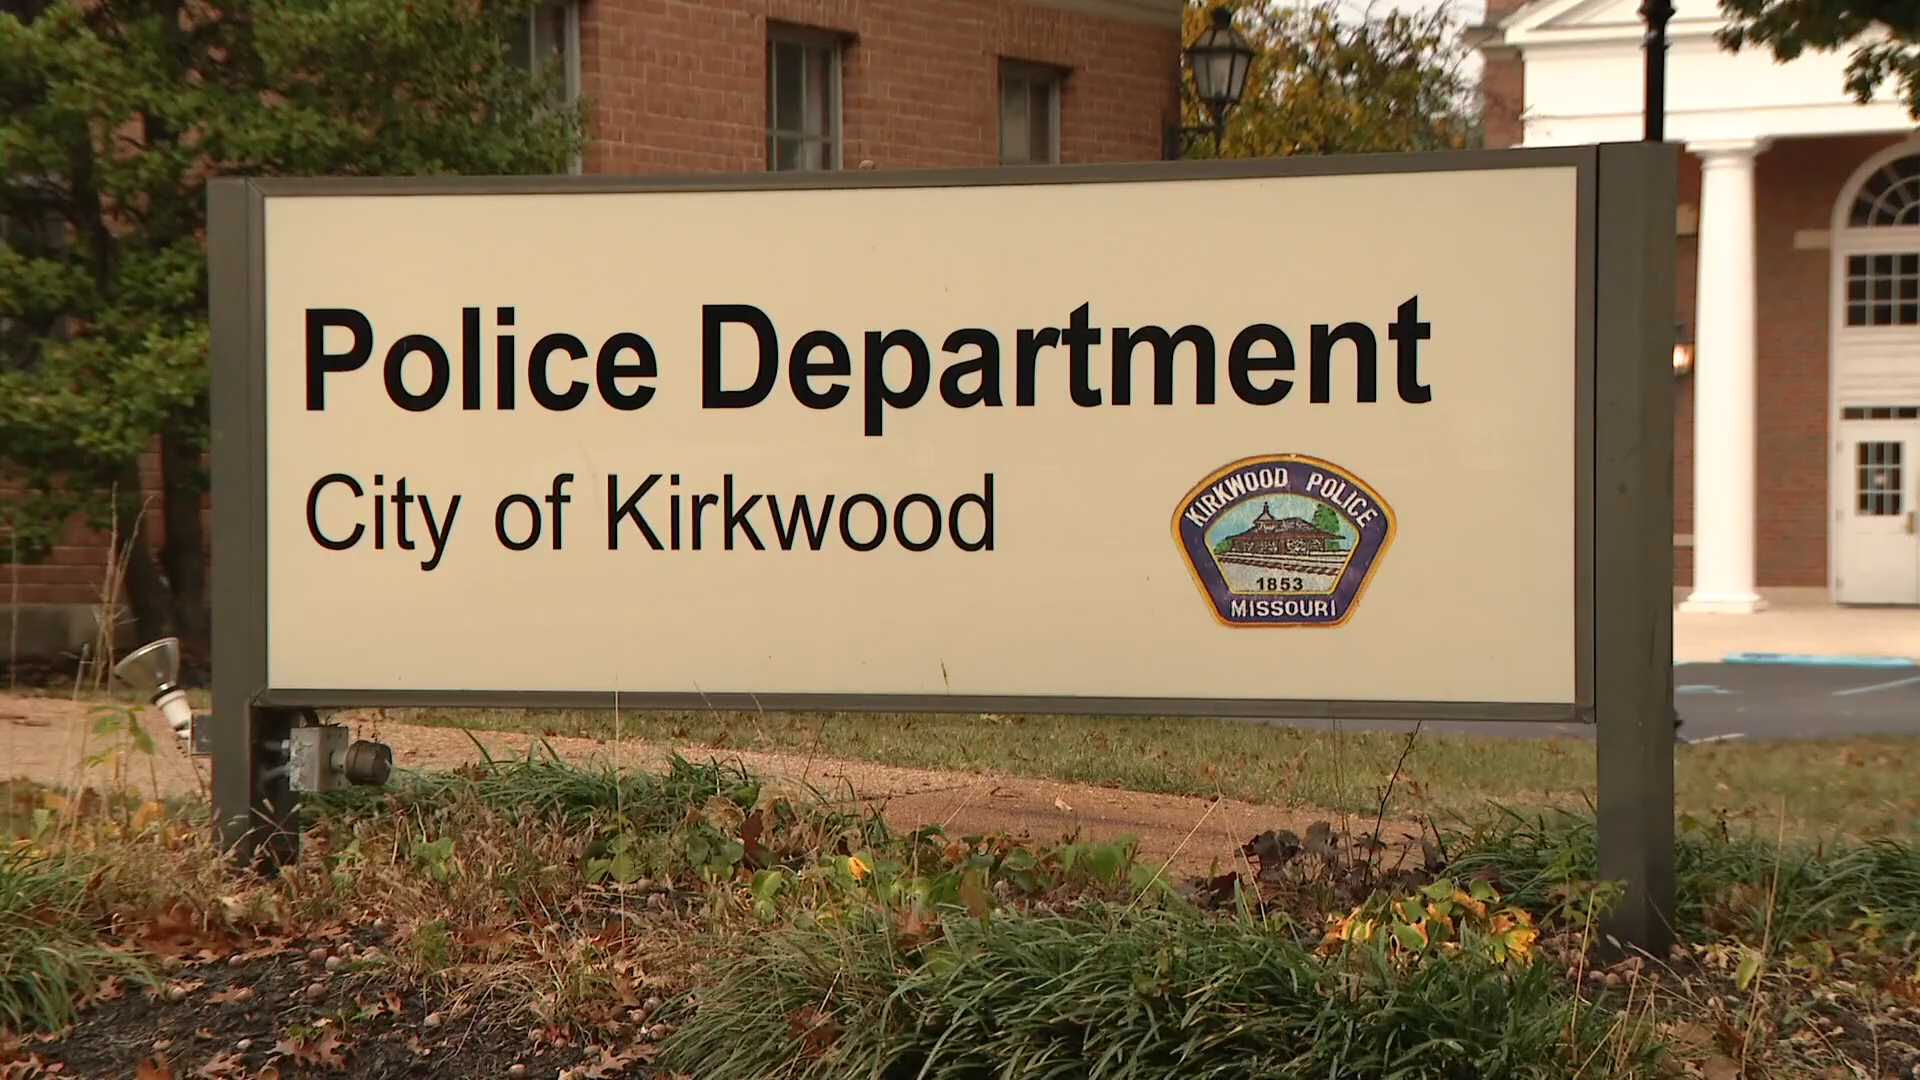 Police Department
City of Kirkwood
KIRKWOOD POLICE
1853
MISSOURI